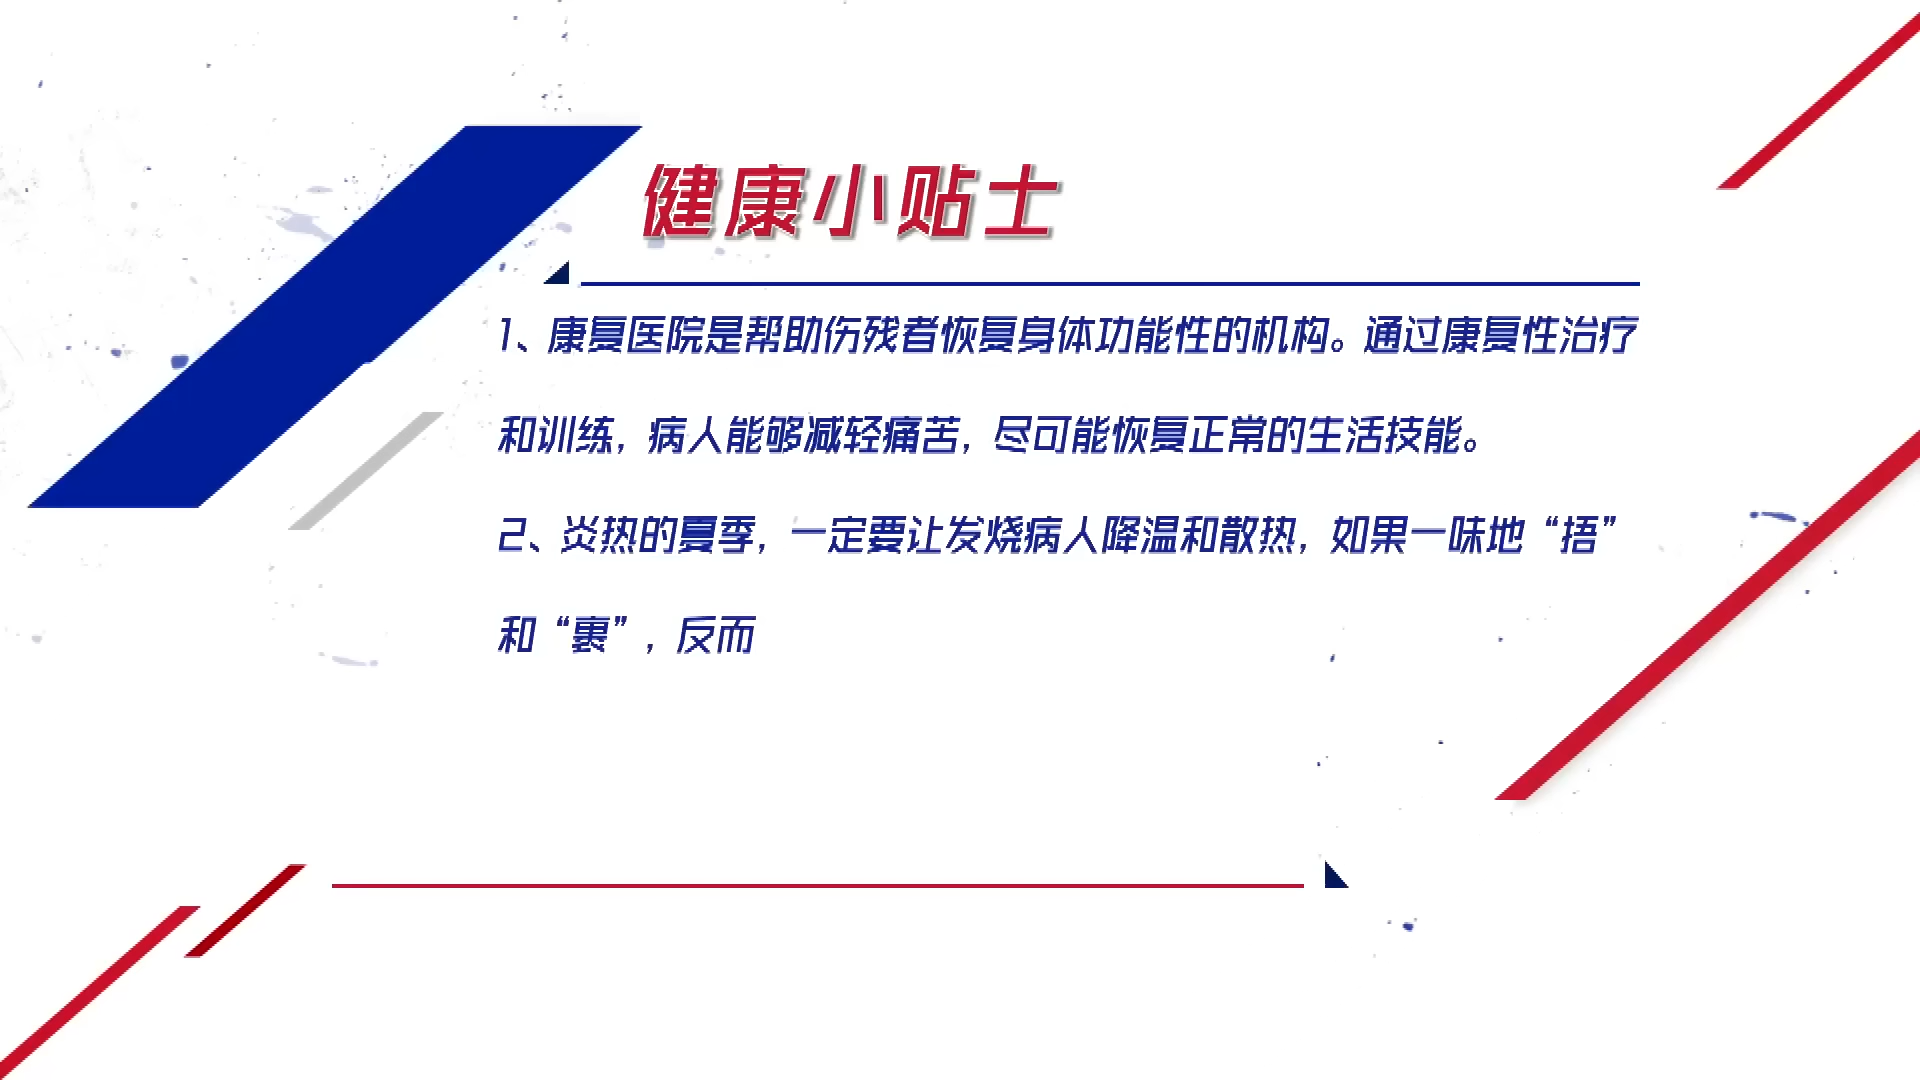 健康小贴士
1、康复医院是帮助伤残者恢复身体功能性的机构。通过康复性治疗
和训练，病人能够减轻痛苦，尽可能恢复正常的生活技能。
2、炎热的夏季，一定要让发烧病人降温和散热，如果一味地“捂”
和“裹”，反而